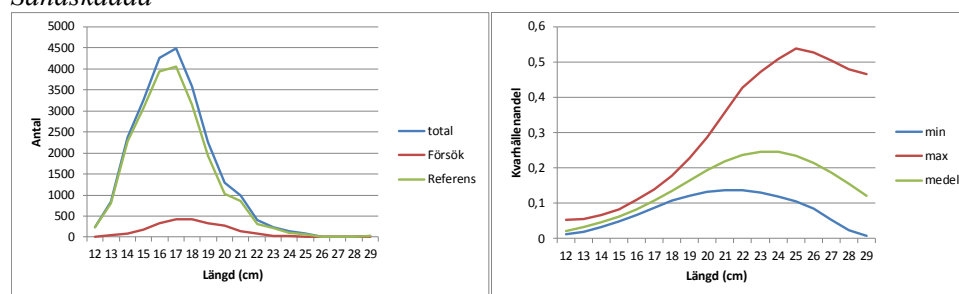 Sandskädda
5000
4500
4000
3500
3000
2500
2000
1500
1000
500
0
Antal
12 13 14 15 16 17 18 19 20 21 22 23 24 25 26 27 28 29
Längd (cm)
total
Försök
Referens
0,6
0,5
0,4
0,3
0,2
0,1
0
Kvarhållen andel
12 13 14 15 16 17 18 19 20 21 22 23 24 25 26 27 28 29
Längd (cm)
min
max
medel